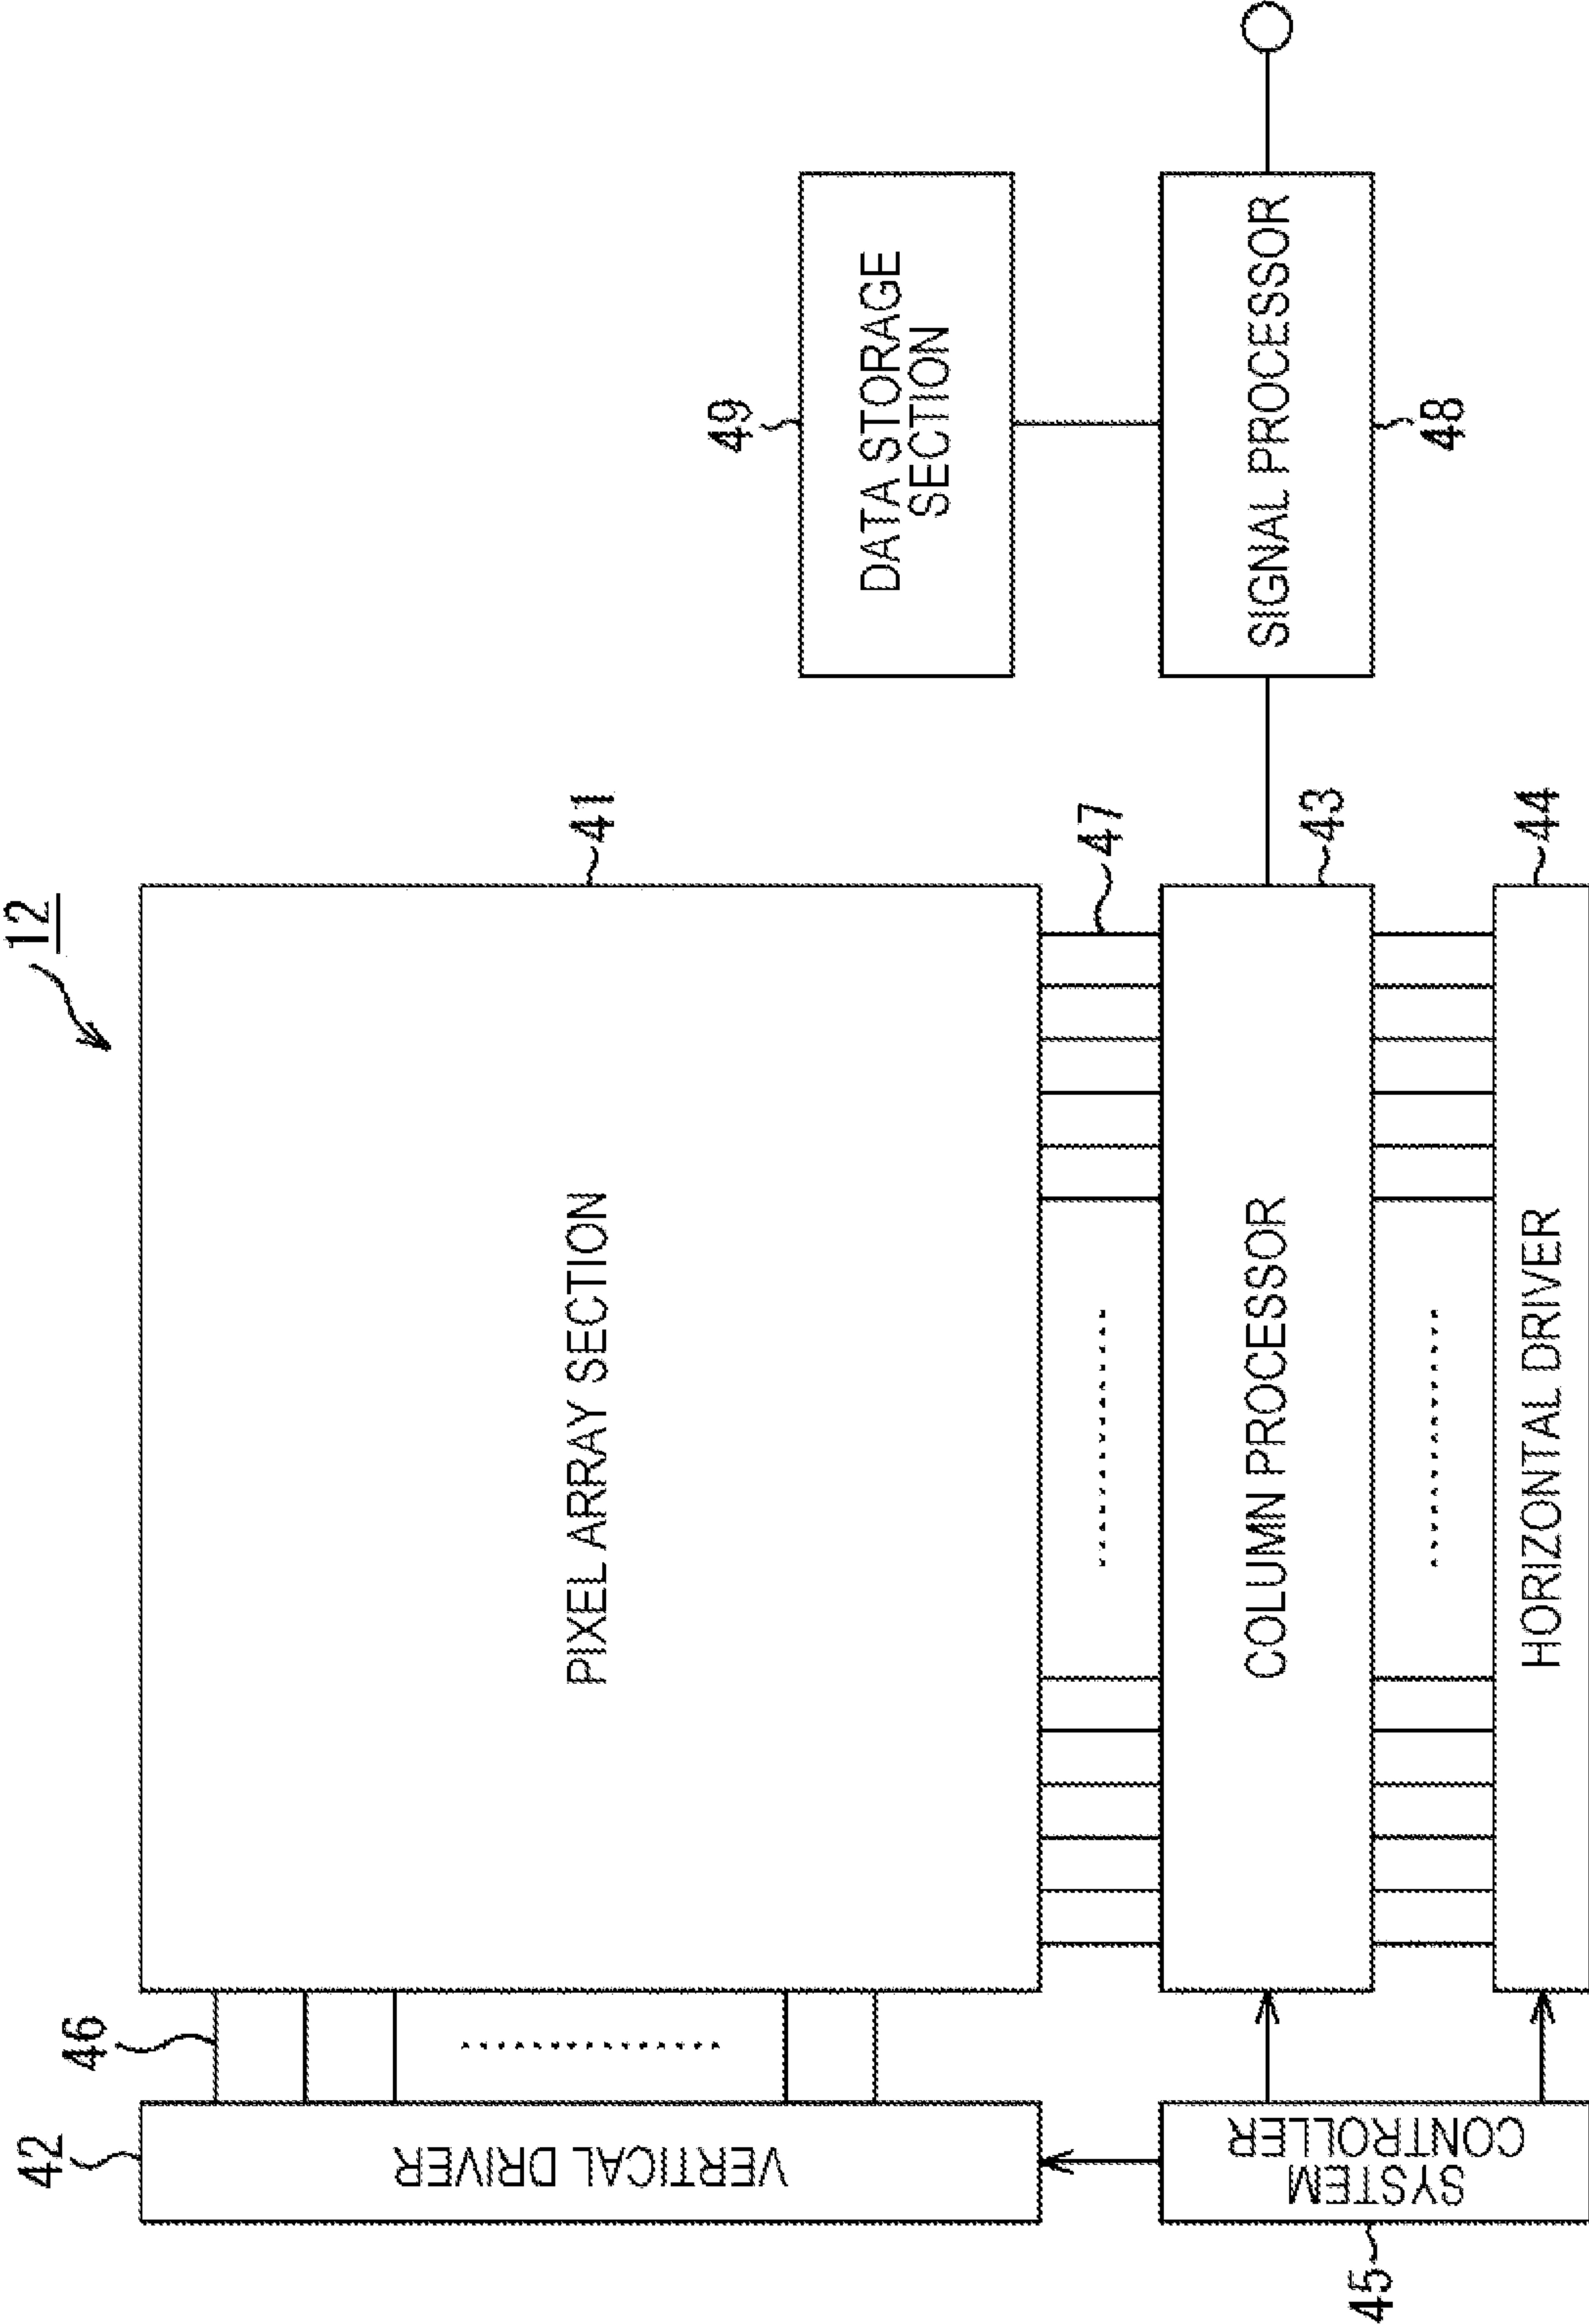 12
42
46
41
PIXEL ARRAY SECTION
VERTICAL DRIVER
47
49
DATA STORAGE
SECTION
45
SYSTEM
CONTROLLER
COLUMN PROCESSOR
43
SIGNAL PROCESSOR
48
HORIZONTAL DRIVER
44